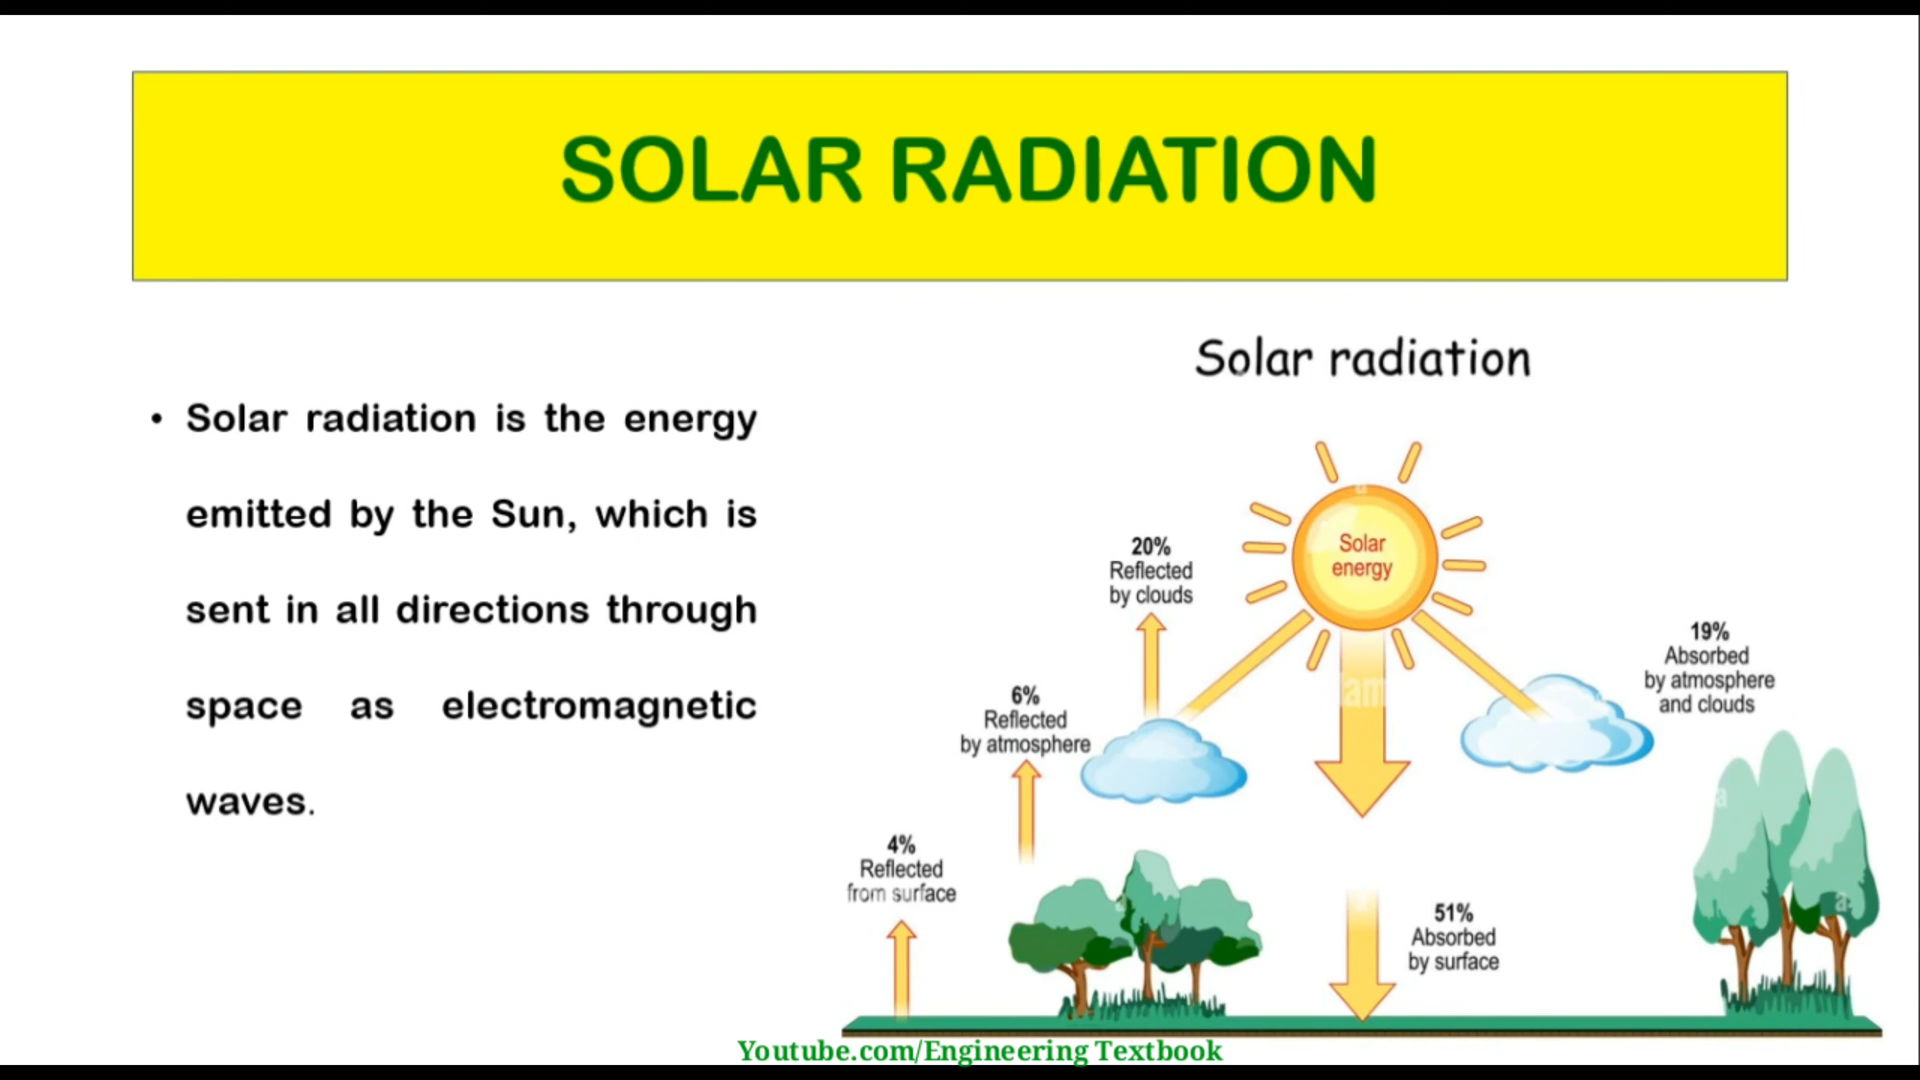 SOLAR RADIATION
• Solar radiation is the energy
emitted by the Sun, which is
sent in all directions through
space as electromagnetic
waves.
Solar radiation
Solar
energy
20%
Reflected
by clouds
19%
Absorbed
by atmosphere
and clouds
6%
Reflected
by atmosphere
4%
Reflected
from surface
51%
Absorbed
by surface
Youtube.com/Engineering Textbook